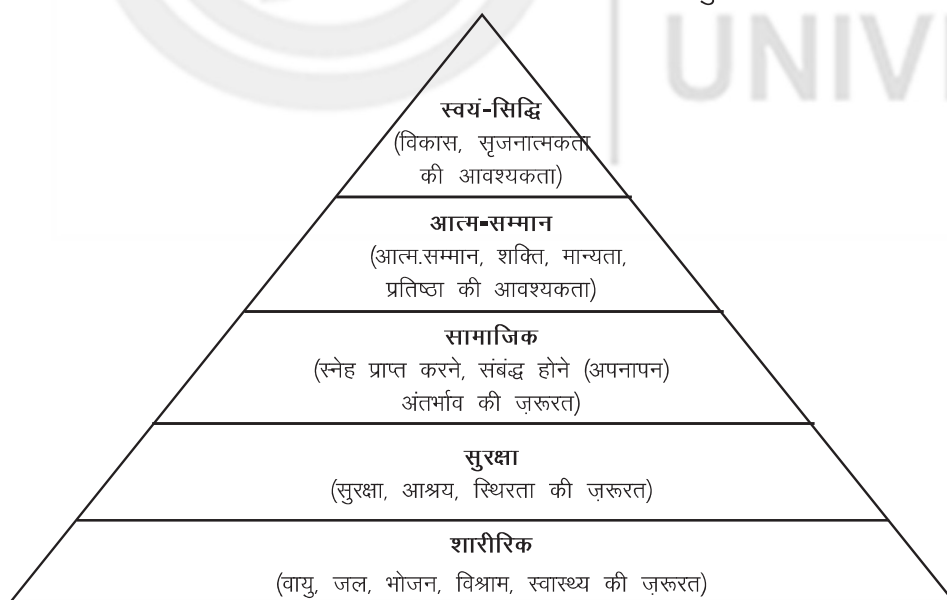 UNIVE
स्वयं-सिद्धि
(विकास, सृजनात्मकता
की आवश्यकता)
आत्म-सम्मान
(आत्म.सम्मान, शक्ति, मान्यता,
प्रतिष्ठा की आवश्यकता)
सामाजिक
(स्नेह प्राप्त करने, संबंद्ध होने (अपनापन)
अंतर्भाव की ज़रूरत)
सुरक्षा
(सुरक्षा, आश्रय, स्थिरता की ज़रूरत)
शारीरिक
(वायु, जल, भोजन, विश्राम, स्वास्थ्य की ज़रूरत)